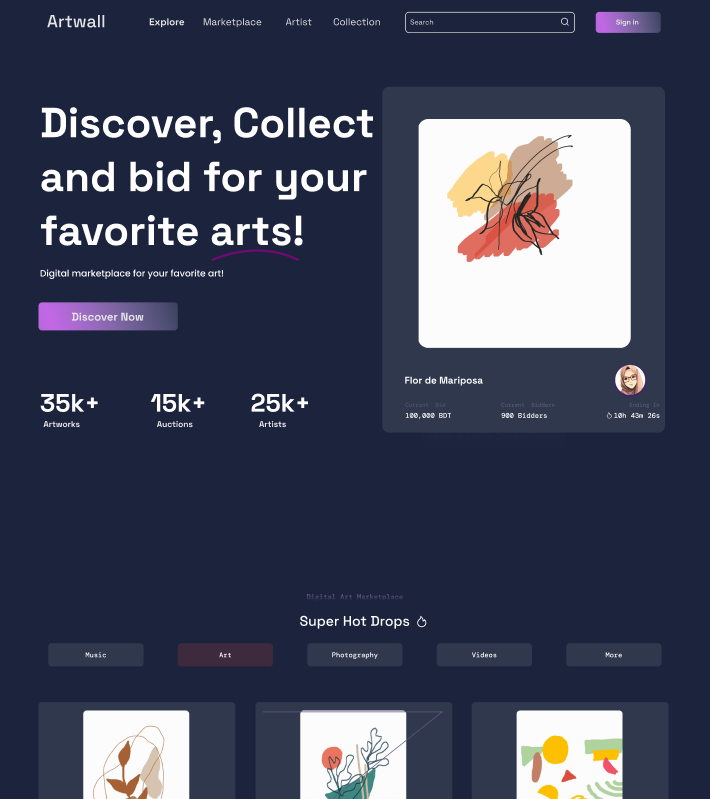 Artwall
Explore Marketplace Artist Collection Search Sign in
Discover, Collect
and bid for your
favorite arts!
Digital marketplace for your favorite art!
Discover Now
35k+ 15k+ 25k+
Artworks Auctions Artists
Flor de Mariposa
Current Bid Current Bidders Ending In
100,000 BDT 900 Bidders 10h 43m 26s
Digital Art Marketplace
Super Hot Drops
Music Art Photography Videos More